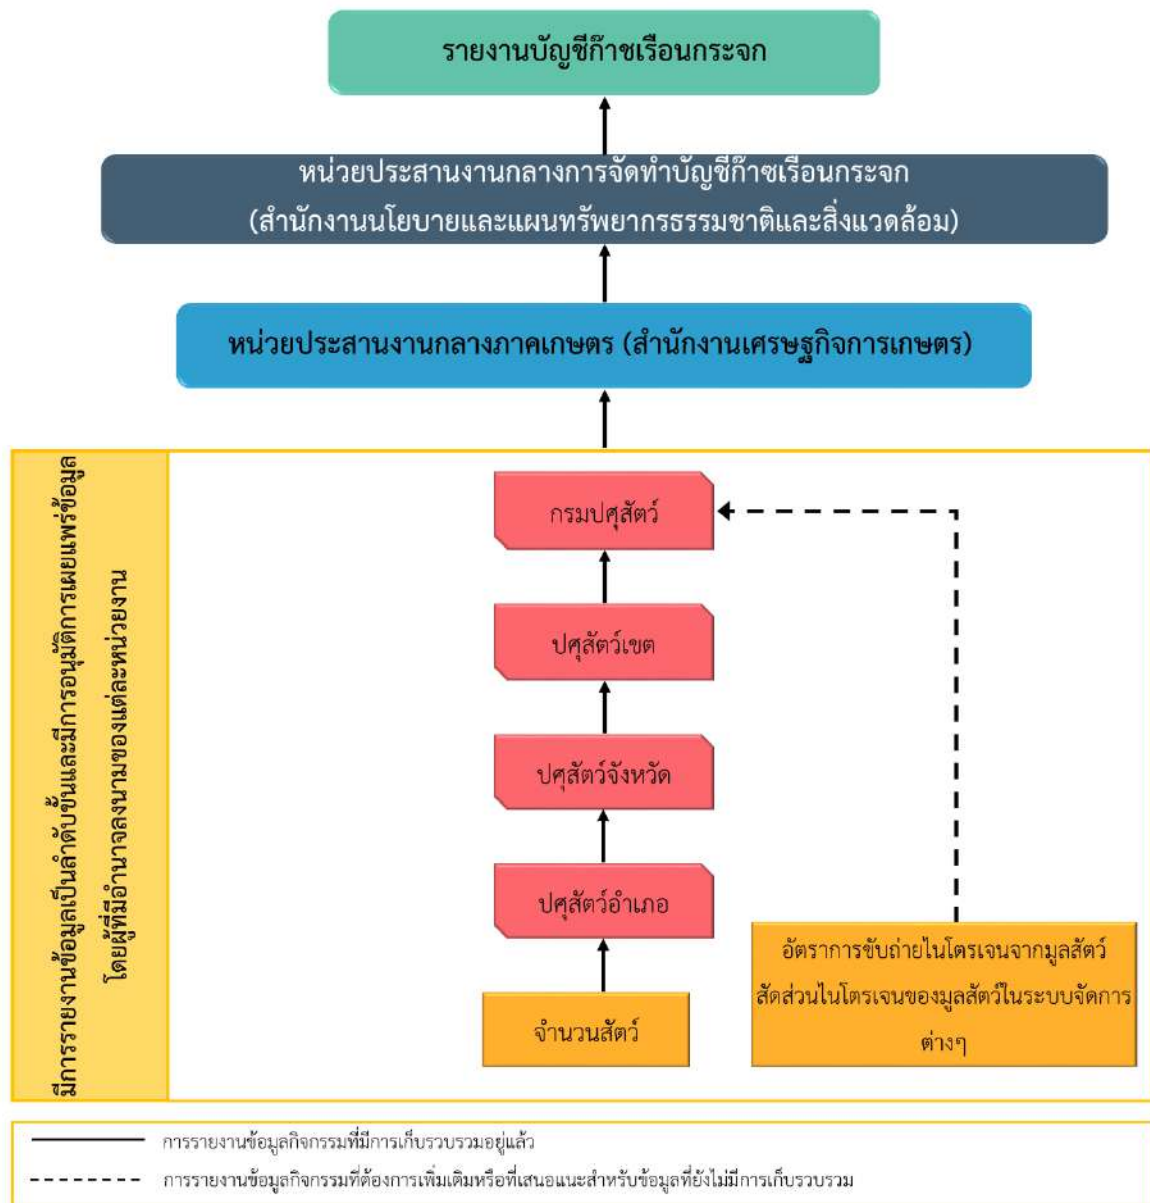 รายงานบัญชีก๊าซเรือนกระจก
หน่วยประสานงานกลางการจัดทำบัญชีก๊าซเรือนกระจก
(สำนักงานนโยบายและแผนทรัพยากรธรรมชาติและสิ่งแวดล้อม)
หน่วยประสานงานกลางภาคเกษตร (สำนักงานเศรษฐกิจการเกษตร)
มีการรายงานข้อมูลเป็นลำดับขั้นและมีการอนุมัติการเผยแพร่ข้อมูล
โดยผู้ที่มีอำนาจลงนามของแต่ละหน่วยงาน
กรมปศุสัตว์
ปศุสัตว์เขต
ปศุสัตว์จังหวัด
ปศุสัตว์อำเภอ
จำนวนสัตว์
อัตราการขับถ่ายไนโตรเจนจากมูลสัตว์
สัดส่วนไนโตรเจนของมูลสัตว์ในระบบจัดการ
ต่างๆ
การรายงานข้อมูลกิจกรรมที่มีการเก็บรวบรวมอยู่แล้ว
การรายงานข้อมูลกิจกรรมที่ต้องการเพิ่มเติมหรือที่เสนอแนะสำหรับข้อมูลที่ยังไม่มีการเก็บรวบรวม